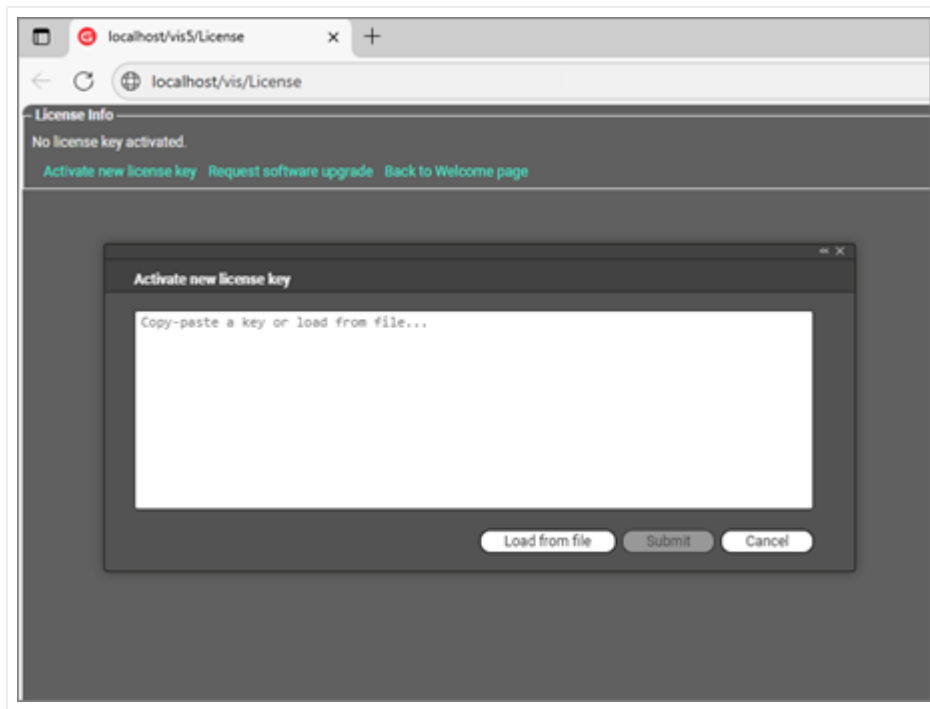 localhost/vis5/License
localhost/vis/License
License Info
No license key activated.
Activate new license key Request software upgrade Back to Welcome page
Activate new license key
Copy-paste a key or load from file...
Load from file Submit Cancel